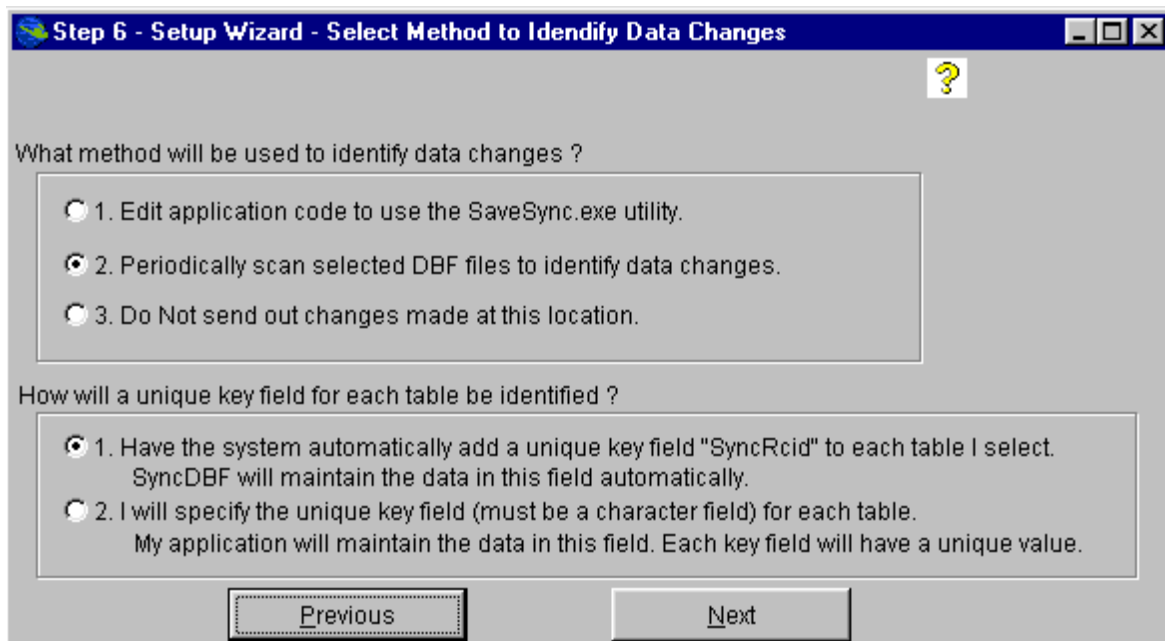 Step 6 - Setup Wizard - Select Method to Idendify Data Changes
?
What method will be used to identify data changes ?
1. Edit application code to use the SaveSync.exe utility.
2. Periodically scan selected DBF files to identify data changes.
3. Do Not send out changes made at this location.
How will a unique key field for each table be identified ?
1. Have the system automatically add a unique key field "SyncRcid" to each table I select.
SyncDBF will maintain the data in this field automatically.
2. I will specify the unique key field (must be a character field) for each table.
My application will maintain the data in this field. Each key field will have a unique value.
Previous
Next